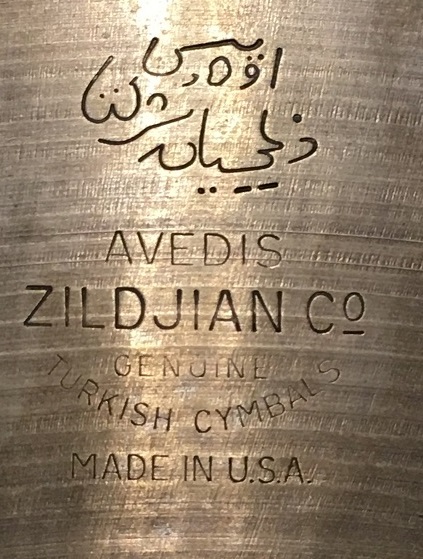 AVEDIS
ZILDJIAN Co
GENUINE
TURKISH CYMBALS
MADE IN U.S.A.